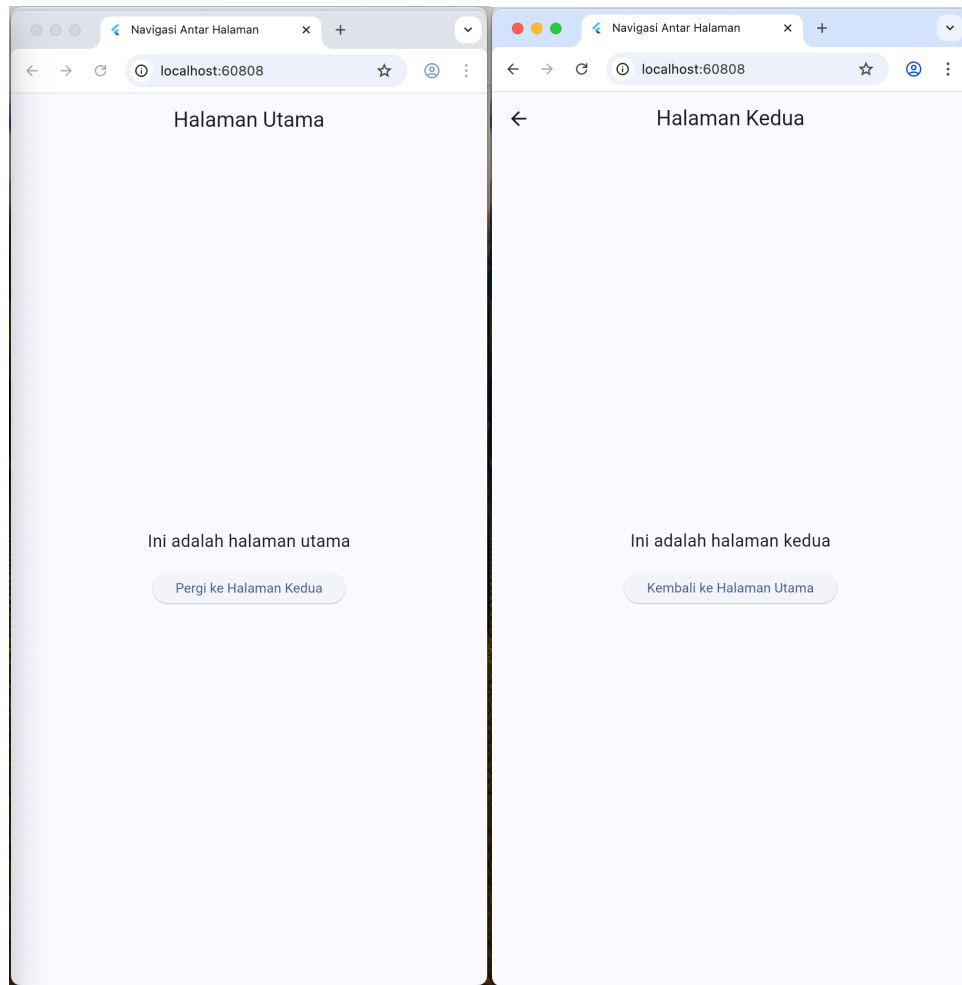 Navigasi Antar Halaman
localhost:60808
Halaman Utama
Ini adalah halaman utama
Pergi ke Halaman Kedua
Navigasi Antar Halaman
localhost:60808
Halaman Kedua
Ini adalah halaman kedua
Kembali ke Halaman Utama